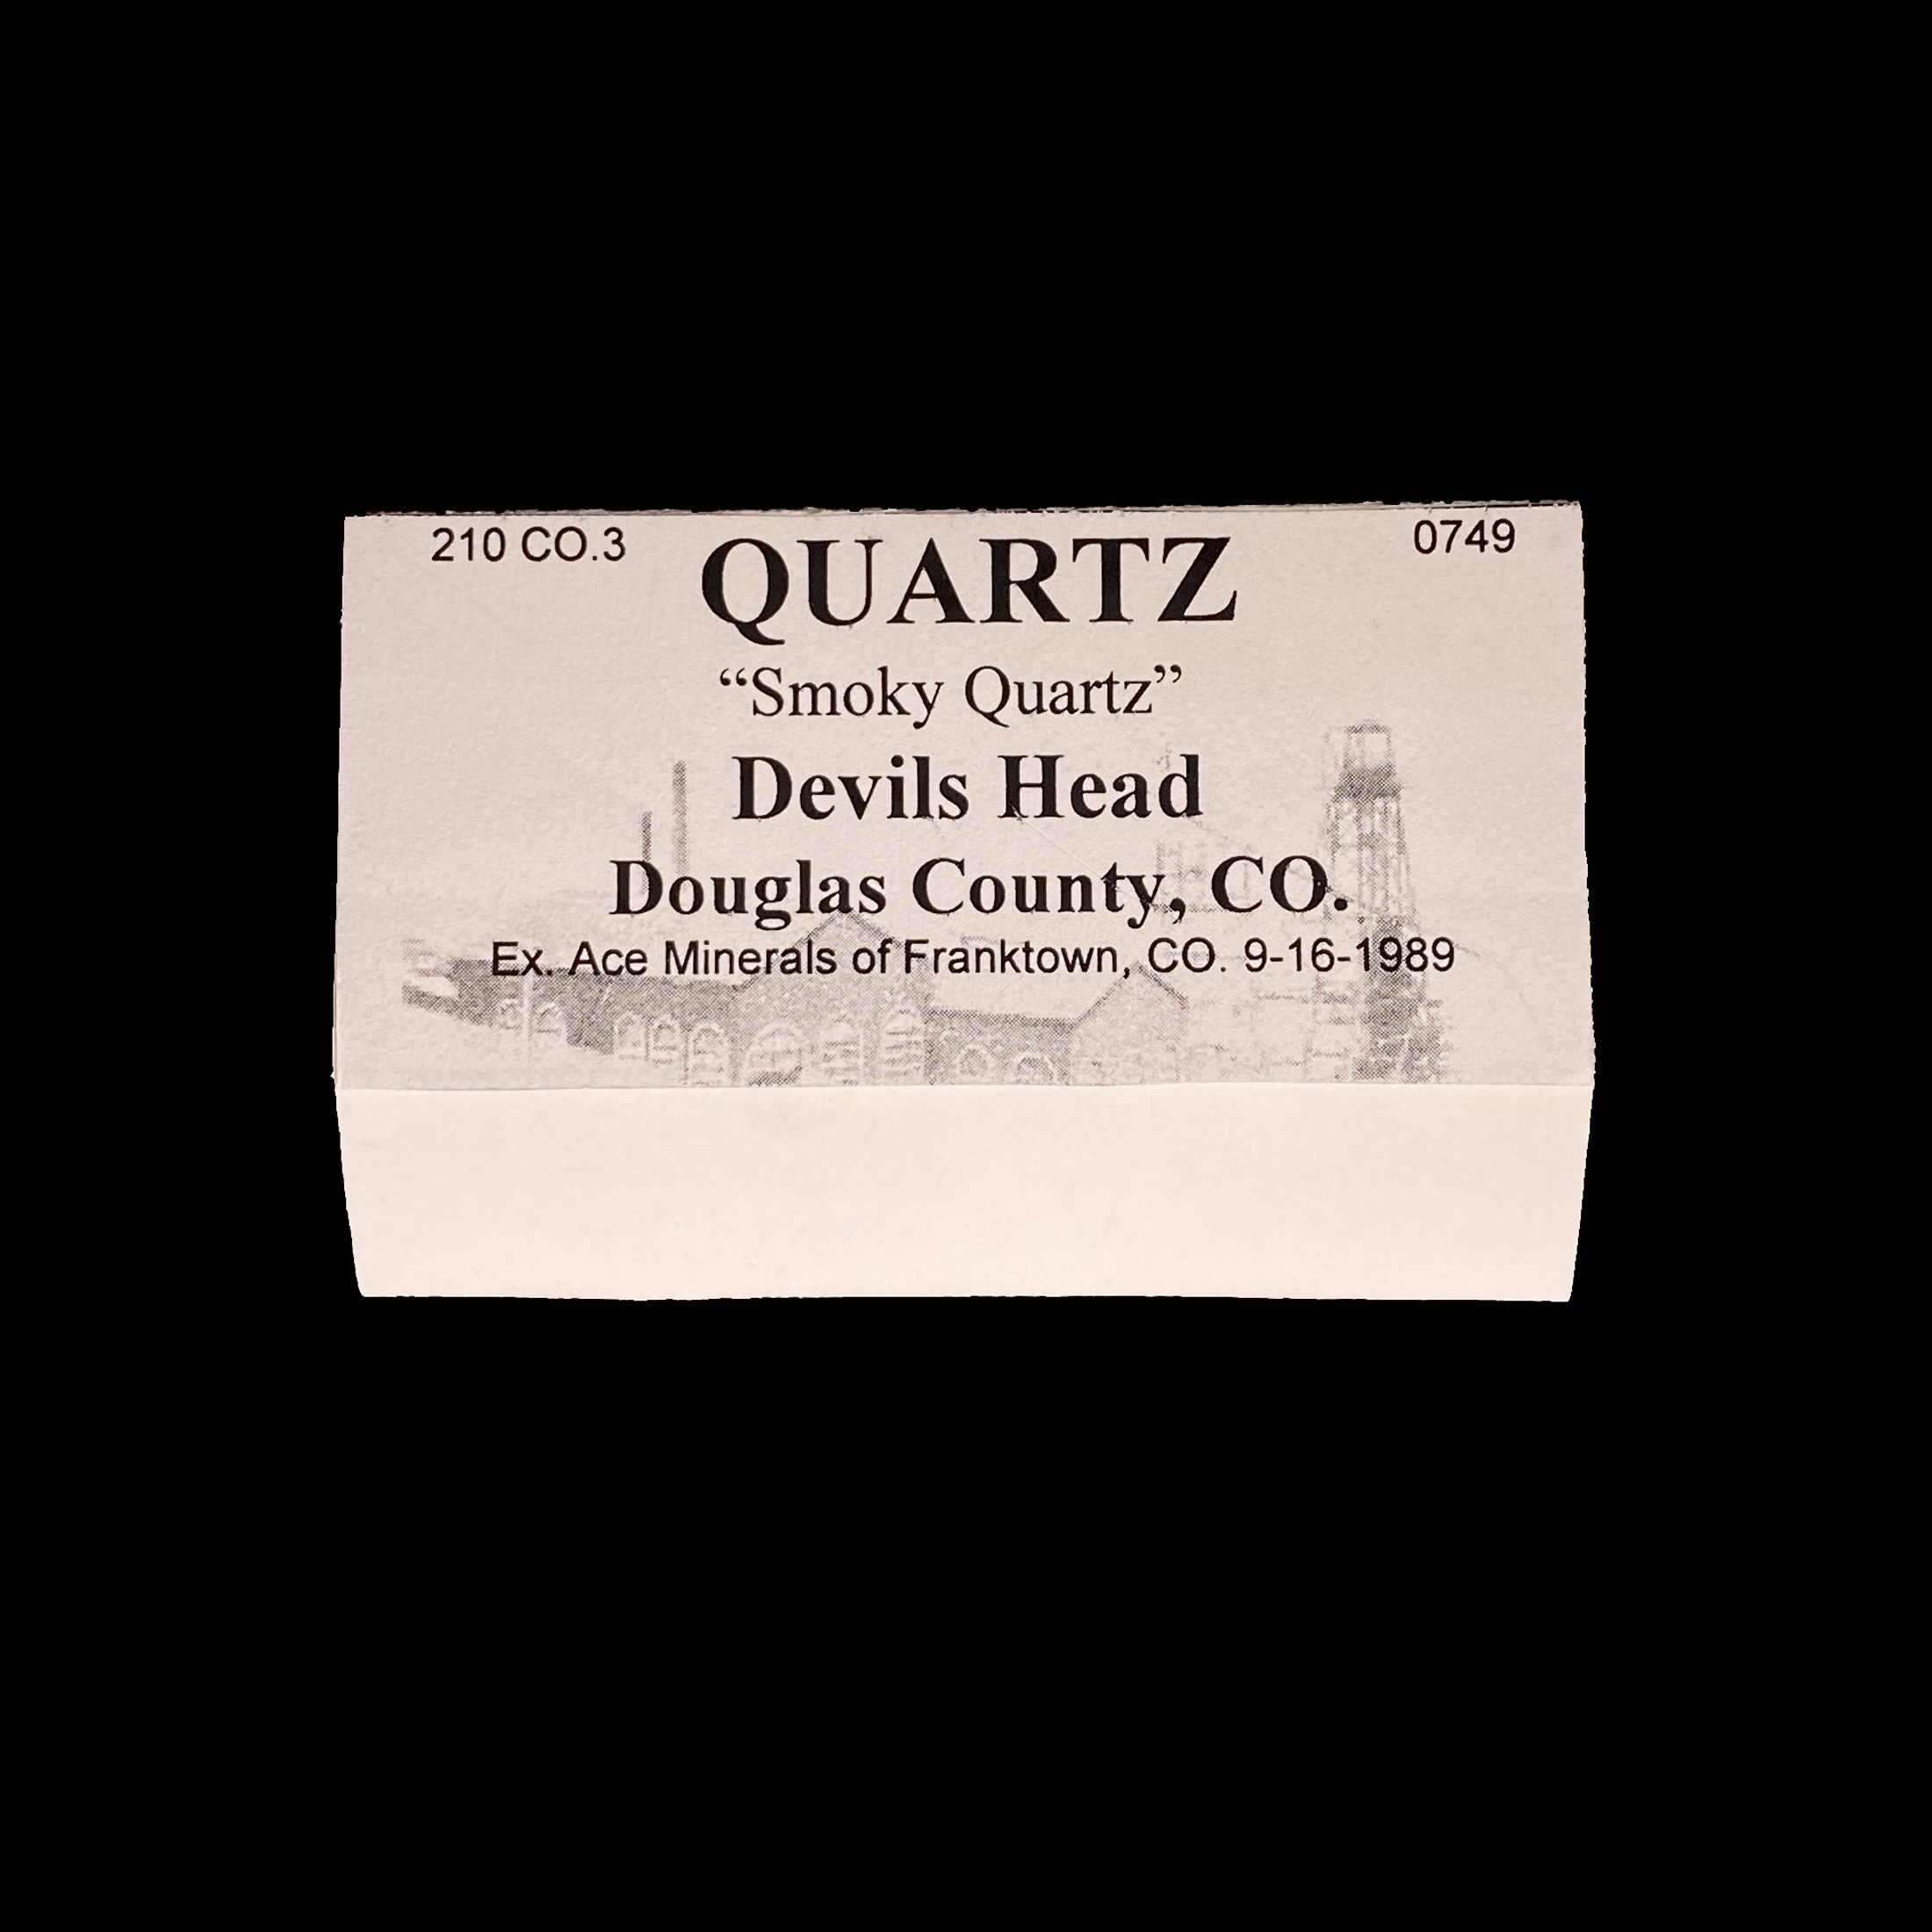 210 CO.3
0749
QUARTZ
“Smoky Quartz”
Devils Head
Douglas County, CO.
Ex. Ace Minerals of Franktown, CO. 9-16-1989